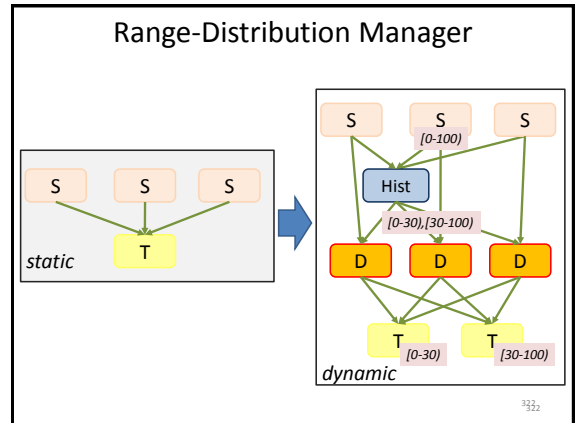 Range-Distribution Manager
S S S
T
static
S S S
[0-100)
Hist
[0-30),[30-100)
D D D
T T
[0-30) [30-100)
dynamic
322
322